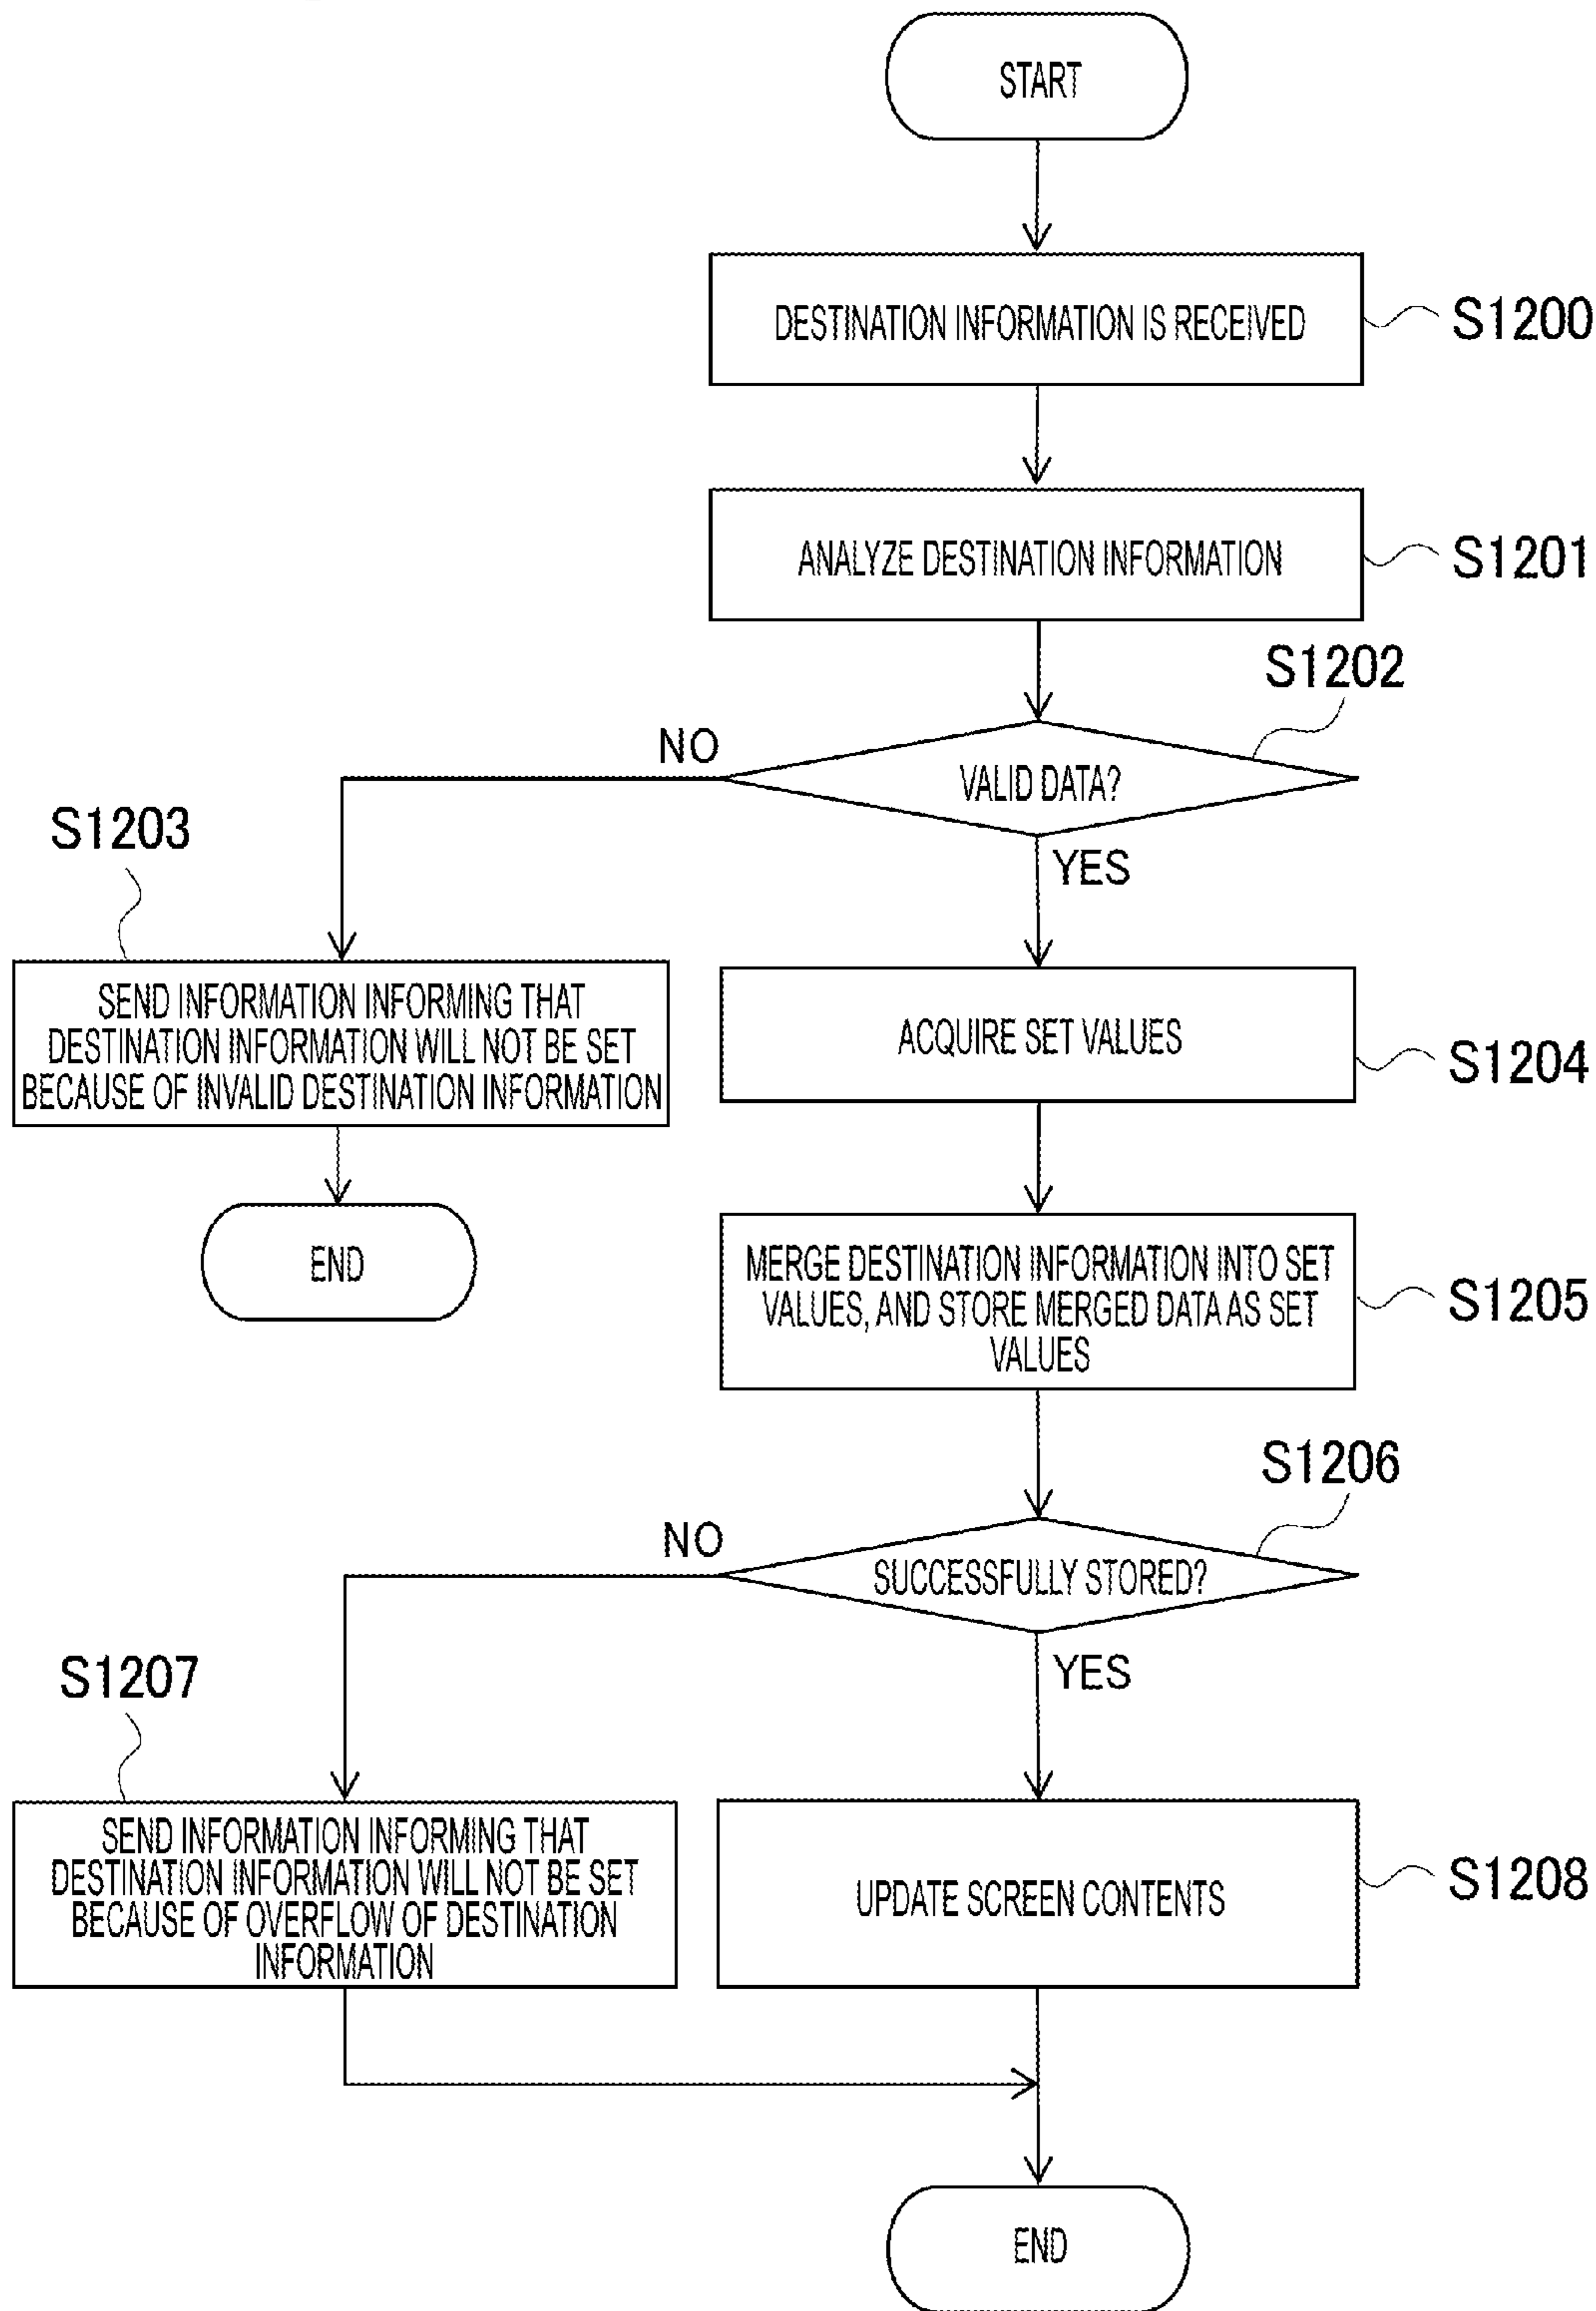 START
DESTINATION INFORMATION IS RECEIVED
S1200
ANALYZE DESTINATION INFORMATION
S1201
S1202
VALID DATA?
NO
YES
S1203
SEND INFORMATION INFORMING THAT
DESTINATION INFORMATION WILL NOT BE SET
BECAUSE OF INVALID DESTINATION INFORMATION
END
ACQUIRE SET VALUES
S1204
MERGE DESTINATION INFORMATION INTO SET
VALUES, AND STORE MERGED DATA AS SET
VALUES
S1205
S1206
SUCCESSFULLY STORED?
NO
YES
S1207
SEND INFORMATION INFORMING THAT
DESTINATION INFORMATION WILL NOT BE SET
BECAUSE OF OVERFLOW OF DESTINATION
INFORMATION
UPDATE SCREEN CONTENTS
S1208
END